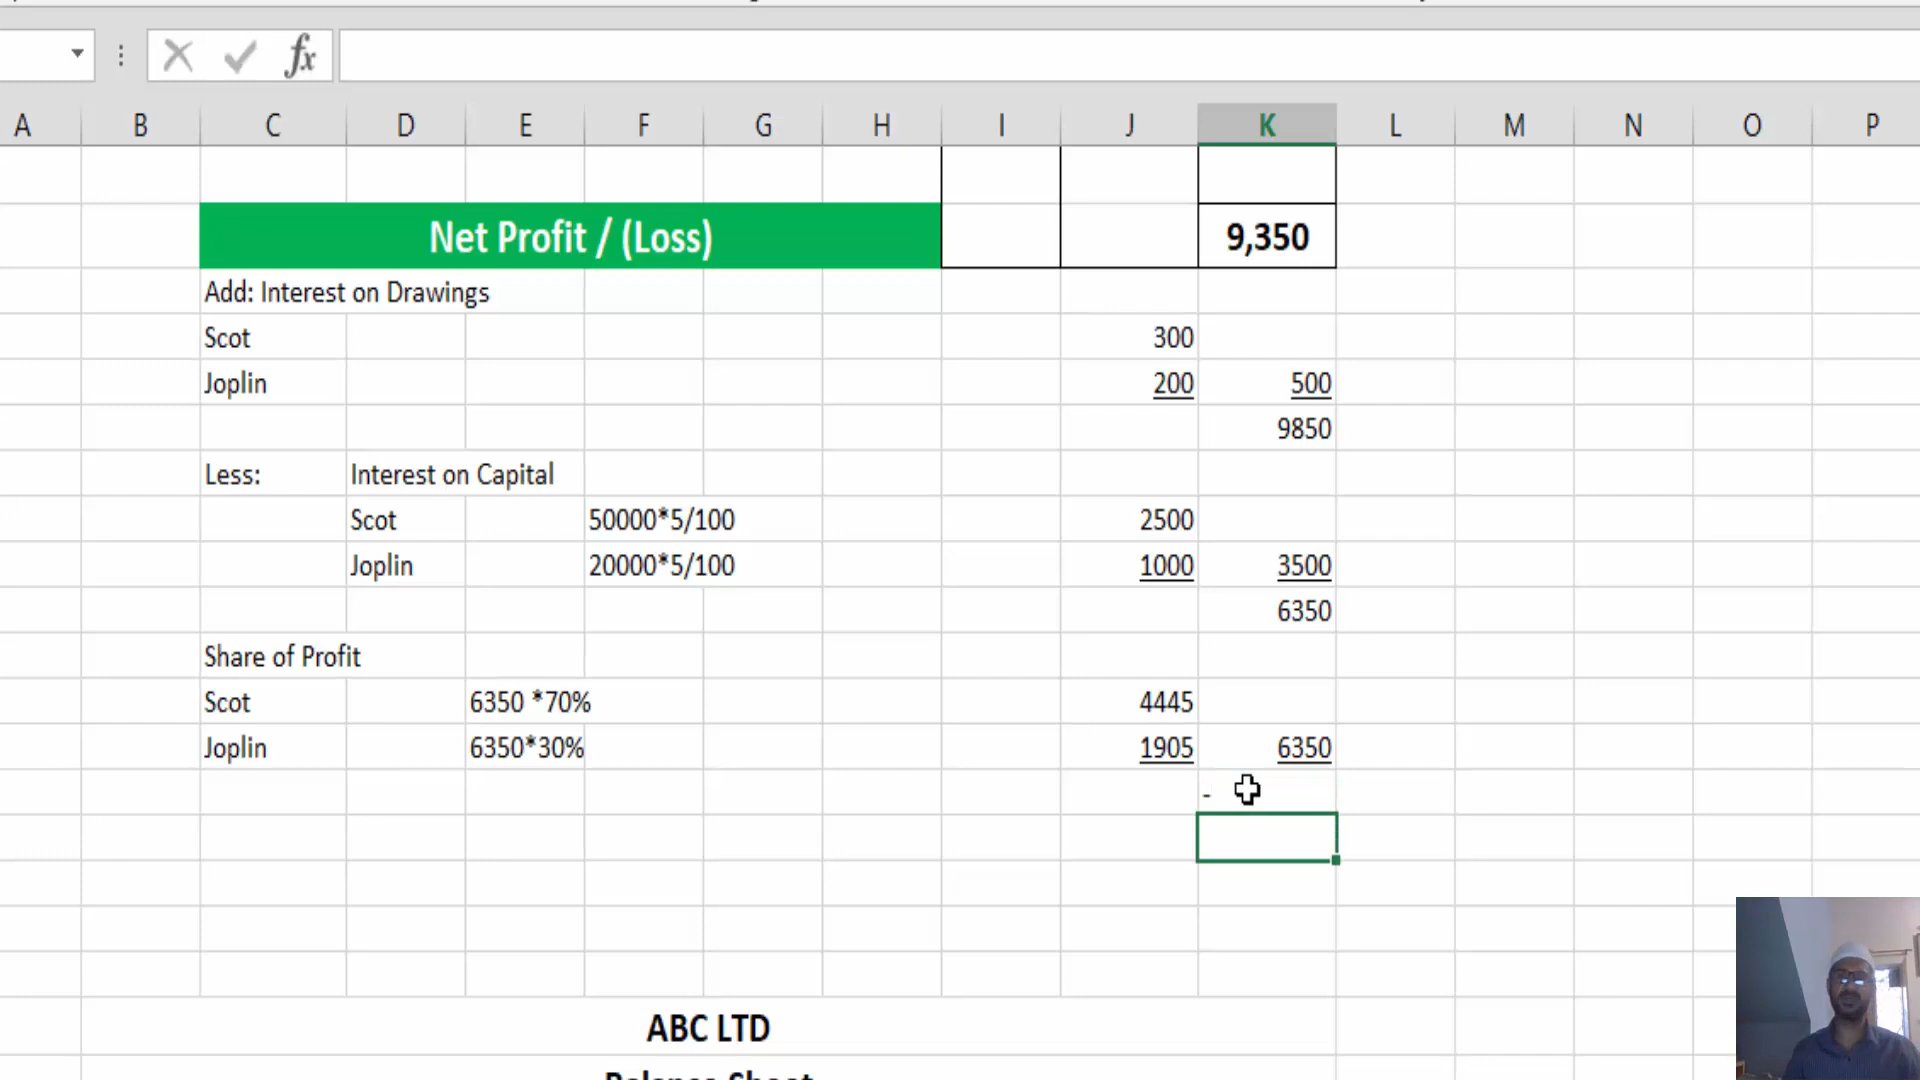 fx
A B C D E F G H I J K L M N O P
Net Profit / (Loss) 9,350
Add: Interest on Drawings
Scot 300
Joplin 200 500
9850
Less: Interest on Capital
Scot 50000*5/100 2500
Joplin 20000*5/100 1000 3500
6350
Share of Profit
Scot 6350 *70% 4445
Joplin 6350*30% 1905 6350
-
ABC LTD
Balance Sheet